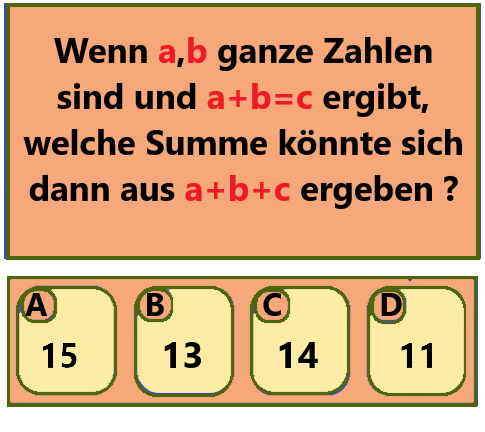 Wenn a,b ganze Zahlen
sind und a+b=c ergibt,
welche Summe könnte sich
dann aus a+b+c ergeben ?
A B C D
15 13 14 11